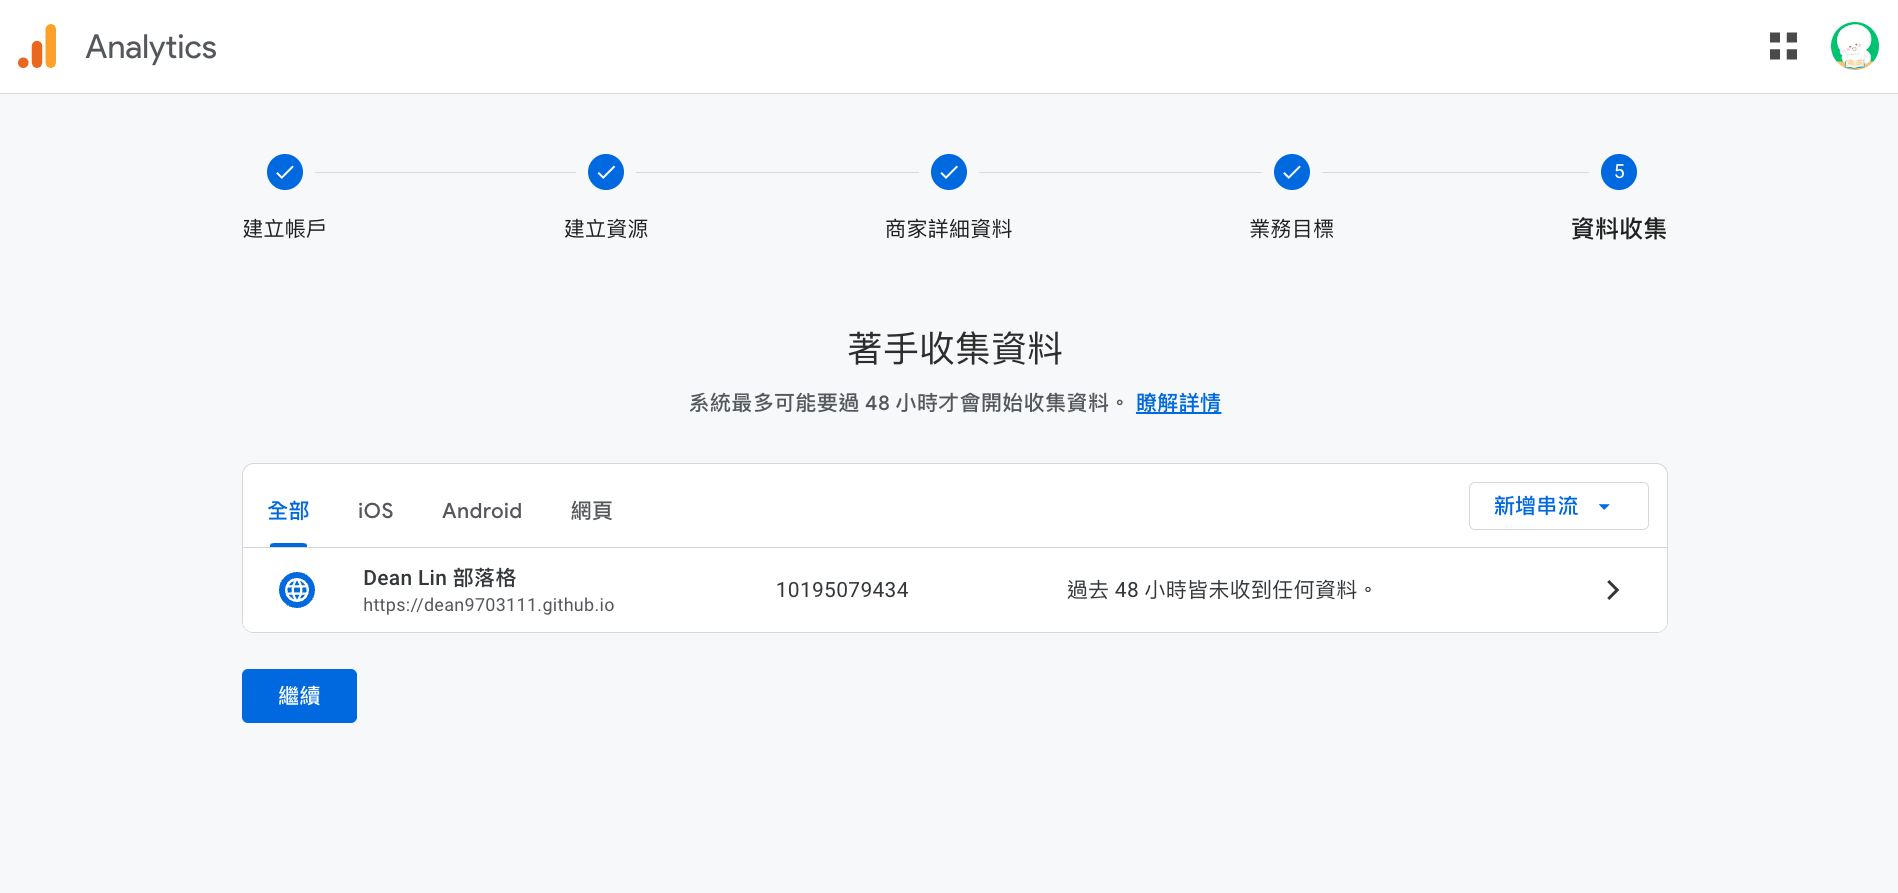 Analytics
5
建立帳戶
建立資源
商家詳細資料
業務目標
資料收集
著手收集資料
系統最多可能要過 48 小時才會開始收集資料。 瞭解詳情
全部 iOS Android 網頁 新增串流
Dean Lin 部落格
https://dean9703111.github.io
10195079434
過去 48 小時皆未收到任何資料。
繼續